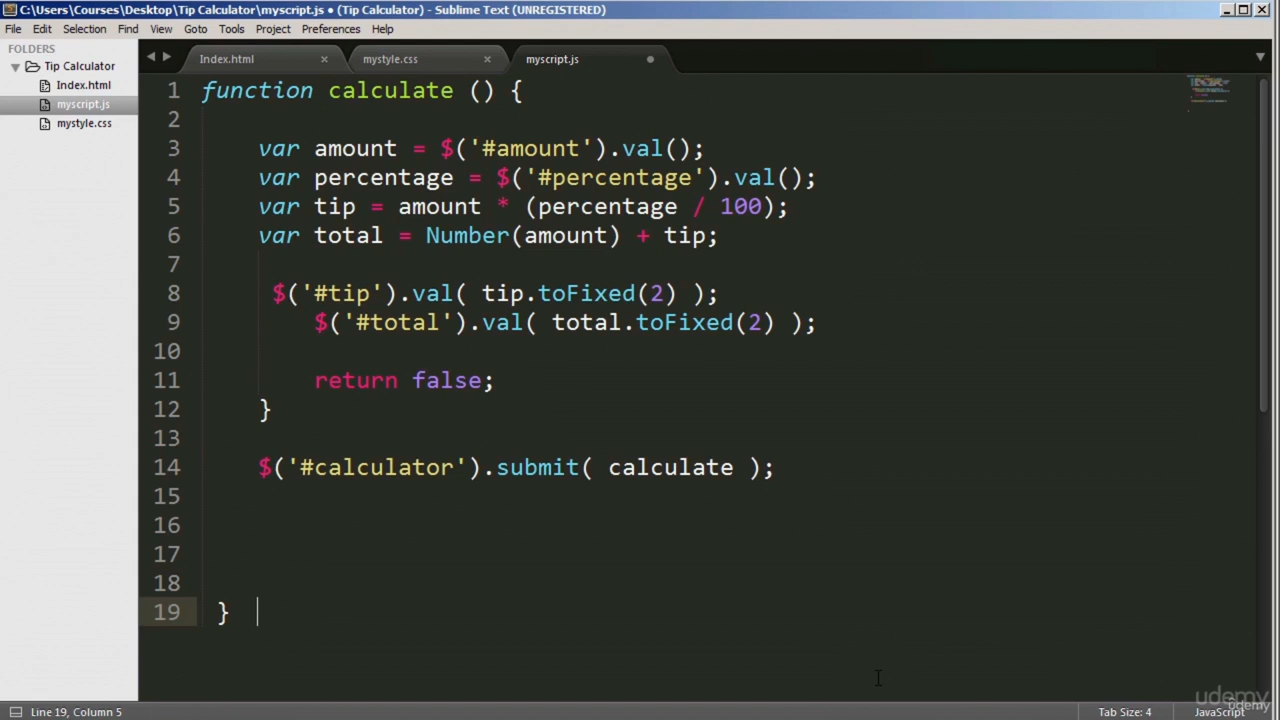 C:\Users\Courses\Desktop\Tip Calculator\myscript.js • (Tip Calculator) - Sublime Text (UNREGISTERED)
File Edit Selection Find View Goto Tools Project Preferences Help
FOLDERS
Tip Calculator
Index.html
myscript.js
mystyle.css
Index.html × mystyle.css × myscript.js
1 function calculate () {
2
3 var amount = $('#amount').val();
4 var percentage = $('#percentage').val();
5 var tip = amount * (percentage / 100);
6 var total = Number(amount) + tip;
7
8 $('#tip').val( tip.toFixed(2) );
9 $('#total').val( total.toFixed(2) );
10
11 return false;
12 }
13
14 $('#calculator').submit( calculate );
15
16
17
18
19 }
Line 19, Column 5
Tab Size: 4
JavaScript
udemy
udemy